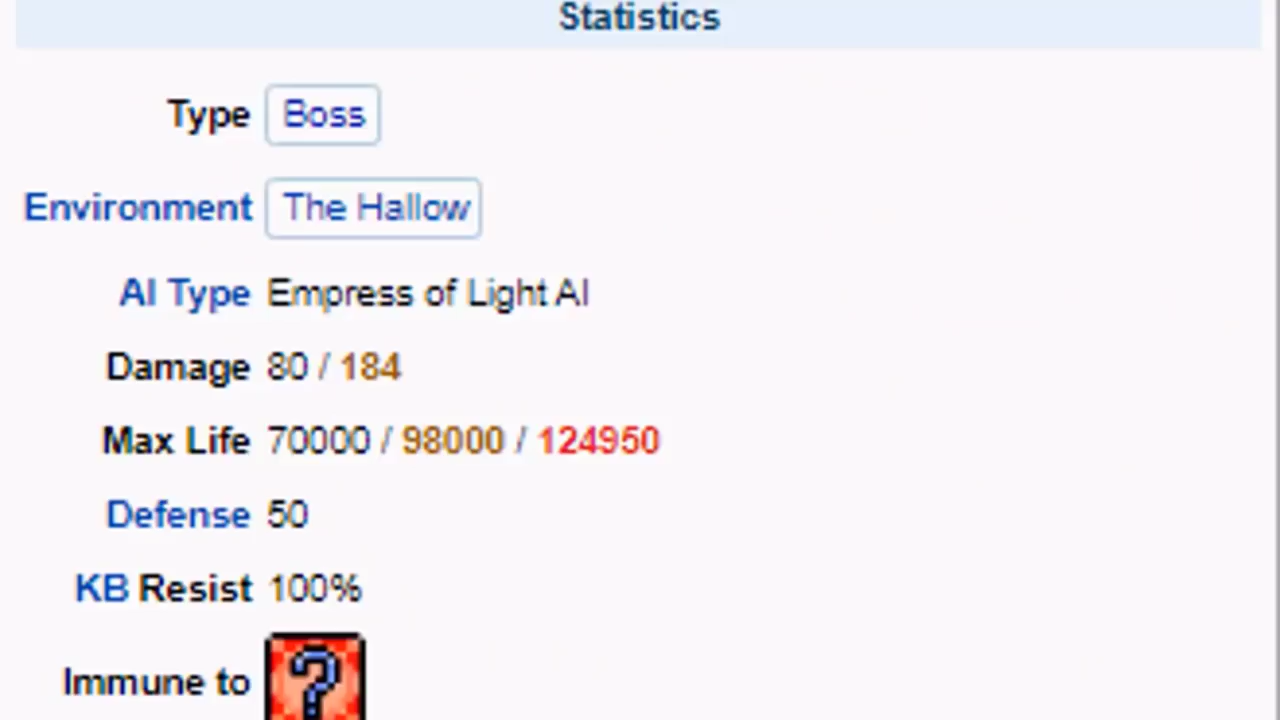 Statistics
Type Boss
Environment The Hallow
AI Type Empress of Light AI
Damage 80 / 184
Max Life 70000 / 98000 / 124950
Defense 50
KB Resist 100%
Immune to ?